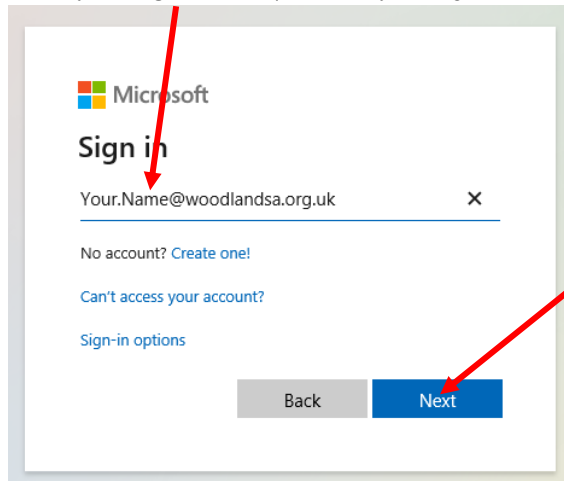 Microsoft
Sign in
Your.Name@woodlandsa.org.uk
No account? Create one!
Can't access your account?
Sign-in options
Back Next